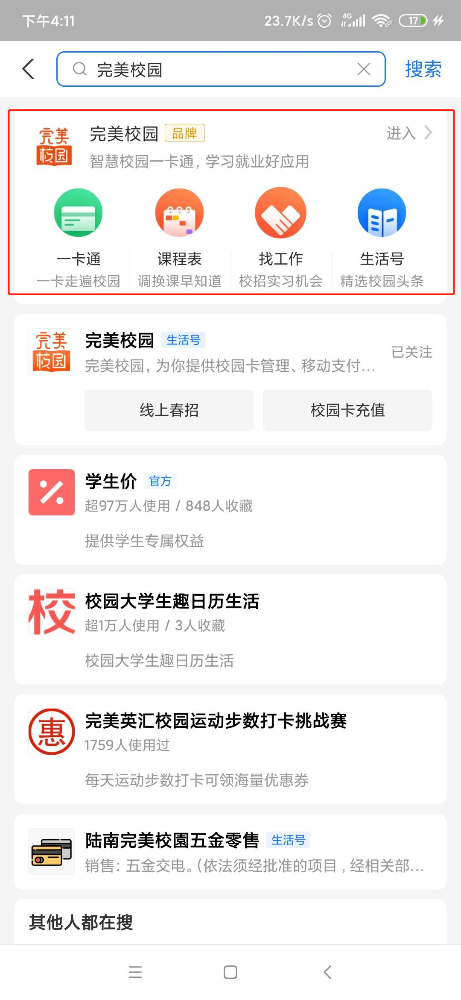 下午4:11 23.7K/s 4G 17
完美校园 搜索
完美校园 完美校园 品牌 进入
智慧校园一卡通, 学习就业好应用
一卡通 课程表 找工作 生活号
一卡走遍校园 调换课早知道 校招实习机会 精选校园头条
完美校园 完美校园 生活号 已关注
完美校园, 为你提供校园卡管理、移动支付...
线上春招 校园卡充值
学生价 官方
超97万人使用 / 848人收藏
提供学生专属权益
校 校园大学生趣日历生活
超1万人使用 / 3人收藏
校园大学生趣日历生活
惠 完美英汇校园运动步数打卡挑战赛
1759人使用过
每天运动步数打卡可领海量优惠券
陆南完美校園五金零售 生活号
销售: 五金交电。(依法须经批准的项目 , 经相关部...
其他人都在搜